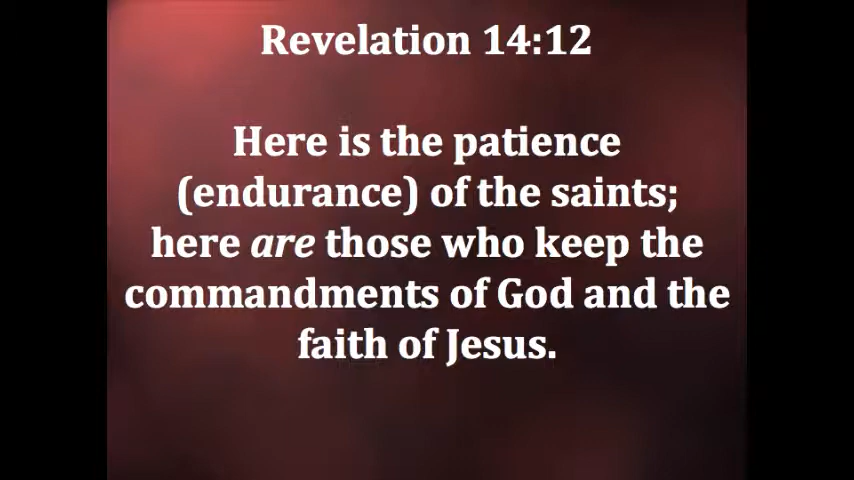 Revelation 14:12
Here is the patience
(endurance) of the saints;
here are those who keep the
commandments of God and the
faith of Jesus.